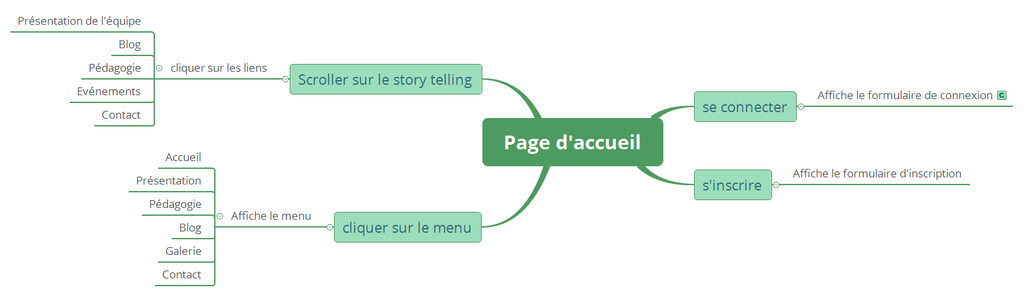 Présentation de l'équipe
Blog
Pédagogie
Evénements
Contact
cliquer sur les liens
Scroller sur le story telling
Accueil
Présentation
Pédagogie
Blog
Galerie
Contact
Affiche le menu
cliquer sur le menu
Page d'accueil
se connecter
Affiche le formulaire de connexion
C
s'inscrire
Affiche le formulaire d'inscription